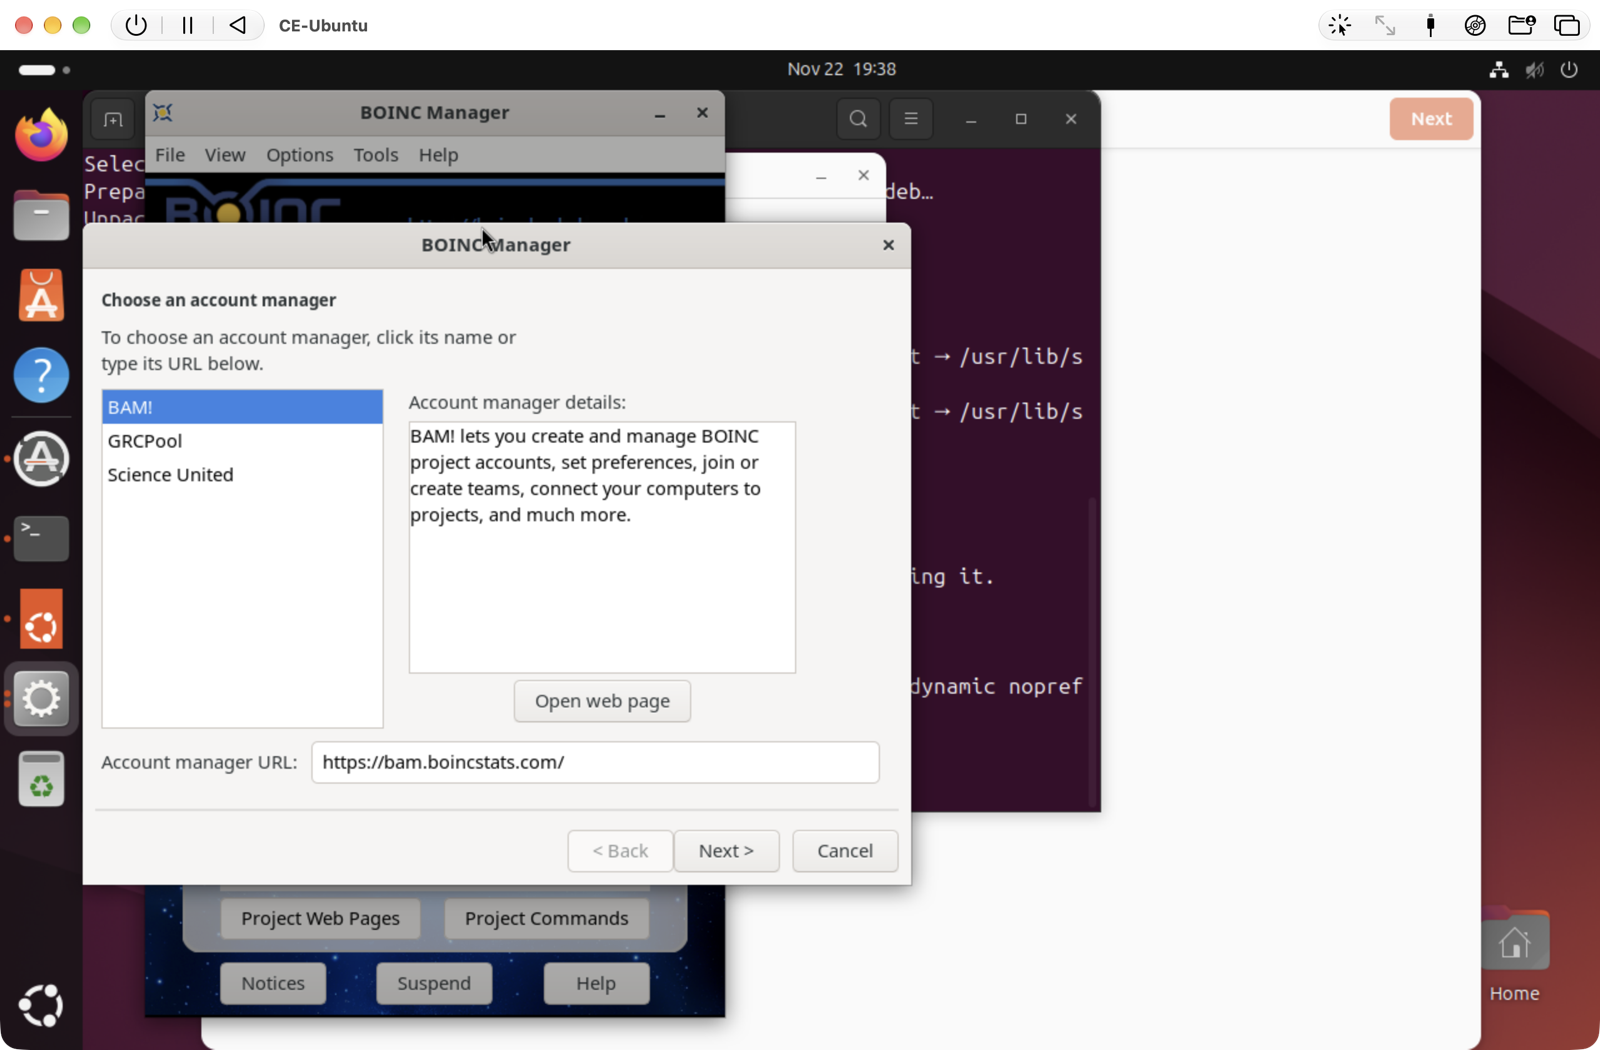 CE-Ubuntu
Nov 22 19:38
BOINC Manager
Next
File View Options Tools Help
Selec
Prepa
deb…
BOINC
BOINC Manager
Choose an account manager
To choose an account manager, click its name or
type its URL below.
t → /usr/lib/s
BAM!
GRCPool
Science United
Account manager details:
t → /usr/lib/s
BAM! lets you create and manage BOINC
project accounts, set preferences, join or
create teams, connect your computers to
projects, and much more.
ing it.
dynamic nopref
Open web page
Account manager URL: https://bam.boincstats.com/
< Back Next > Cancel
Project Web Pages Project Commands
Notices Suspend Help
Home